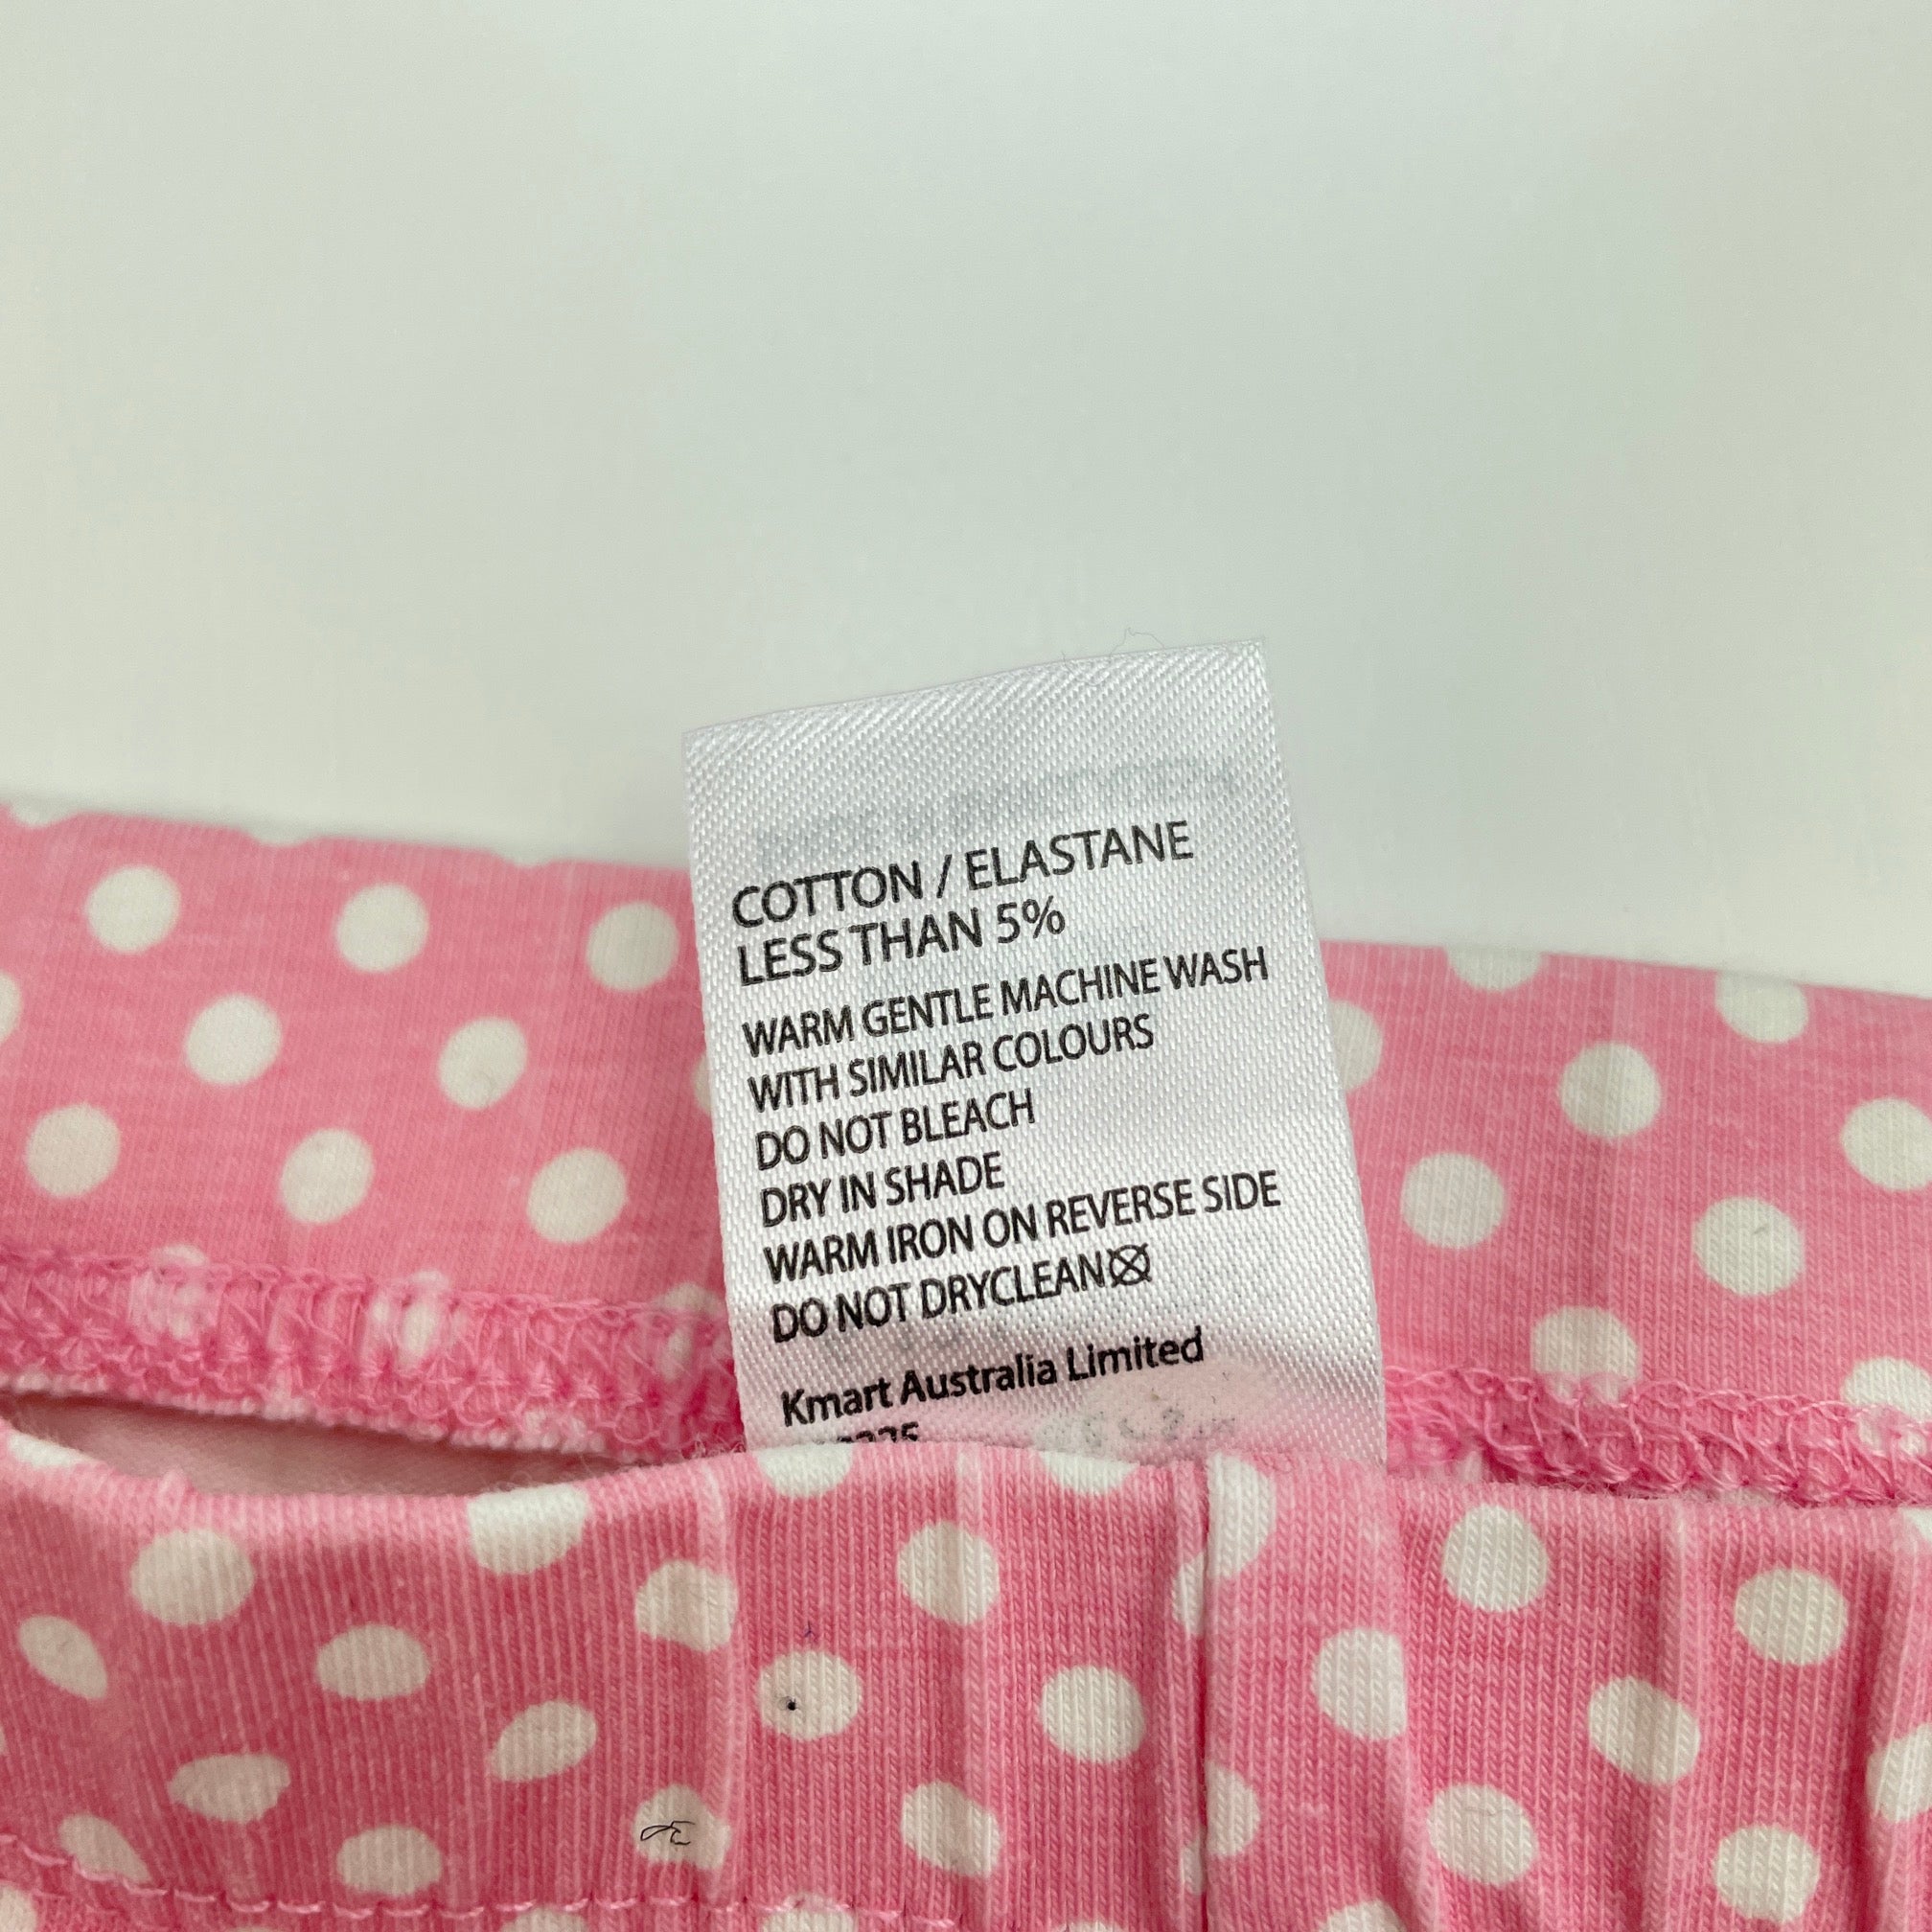 COTTON / ELASTANE
LESS THAN 5%
WARM GENTLE MACHINE WASH
WITH SIMILAR COLOURS
DO NOT BLEACH
DRY IN SHADE
WARM IRON ON REVERSE SIDE
DO NOT DRYCLEAN
Kmart Australia Limited